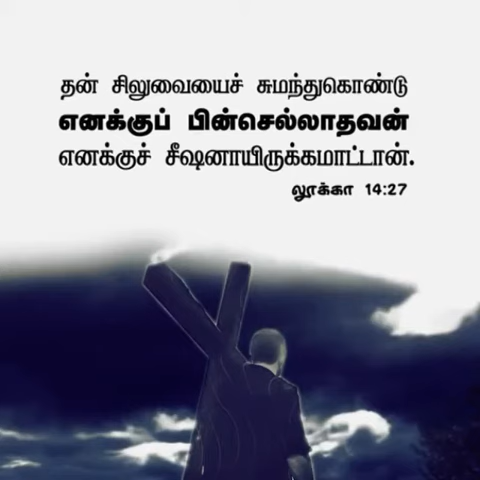 தன் சிலுவையைச் சுமந்துகொண்டு
எனக்குப் பின்செல்லாதவன்
எனக்குச் சீஷனாயிருக்கமாட்டான்.
லூக்கா 14:27